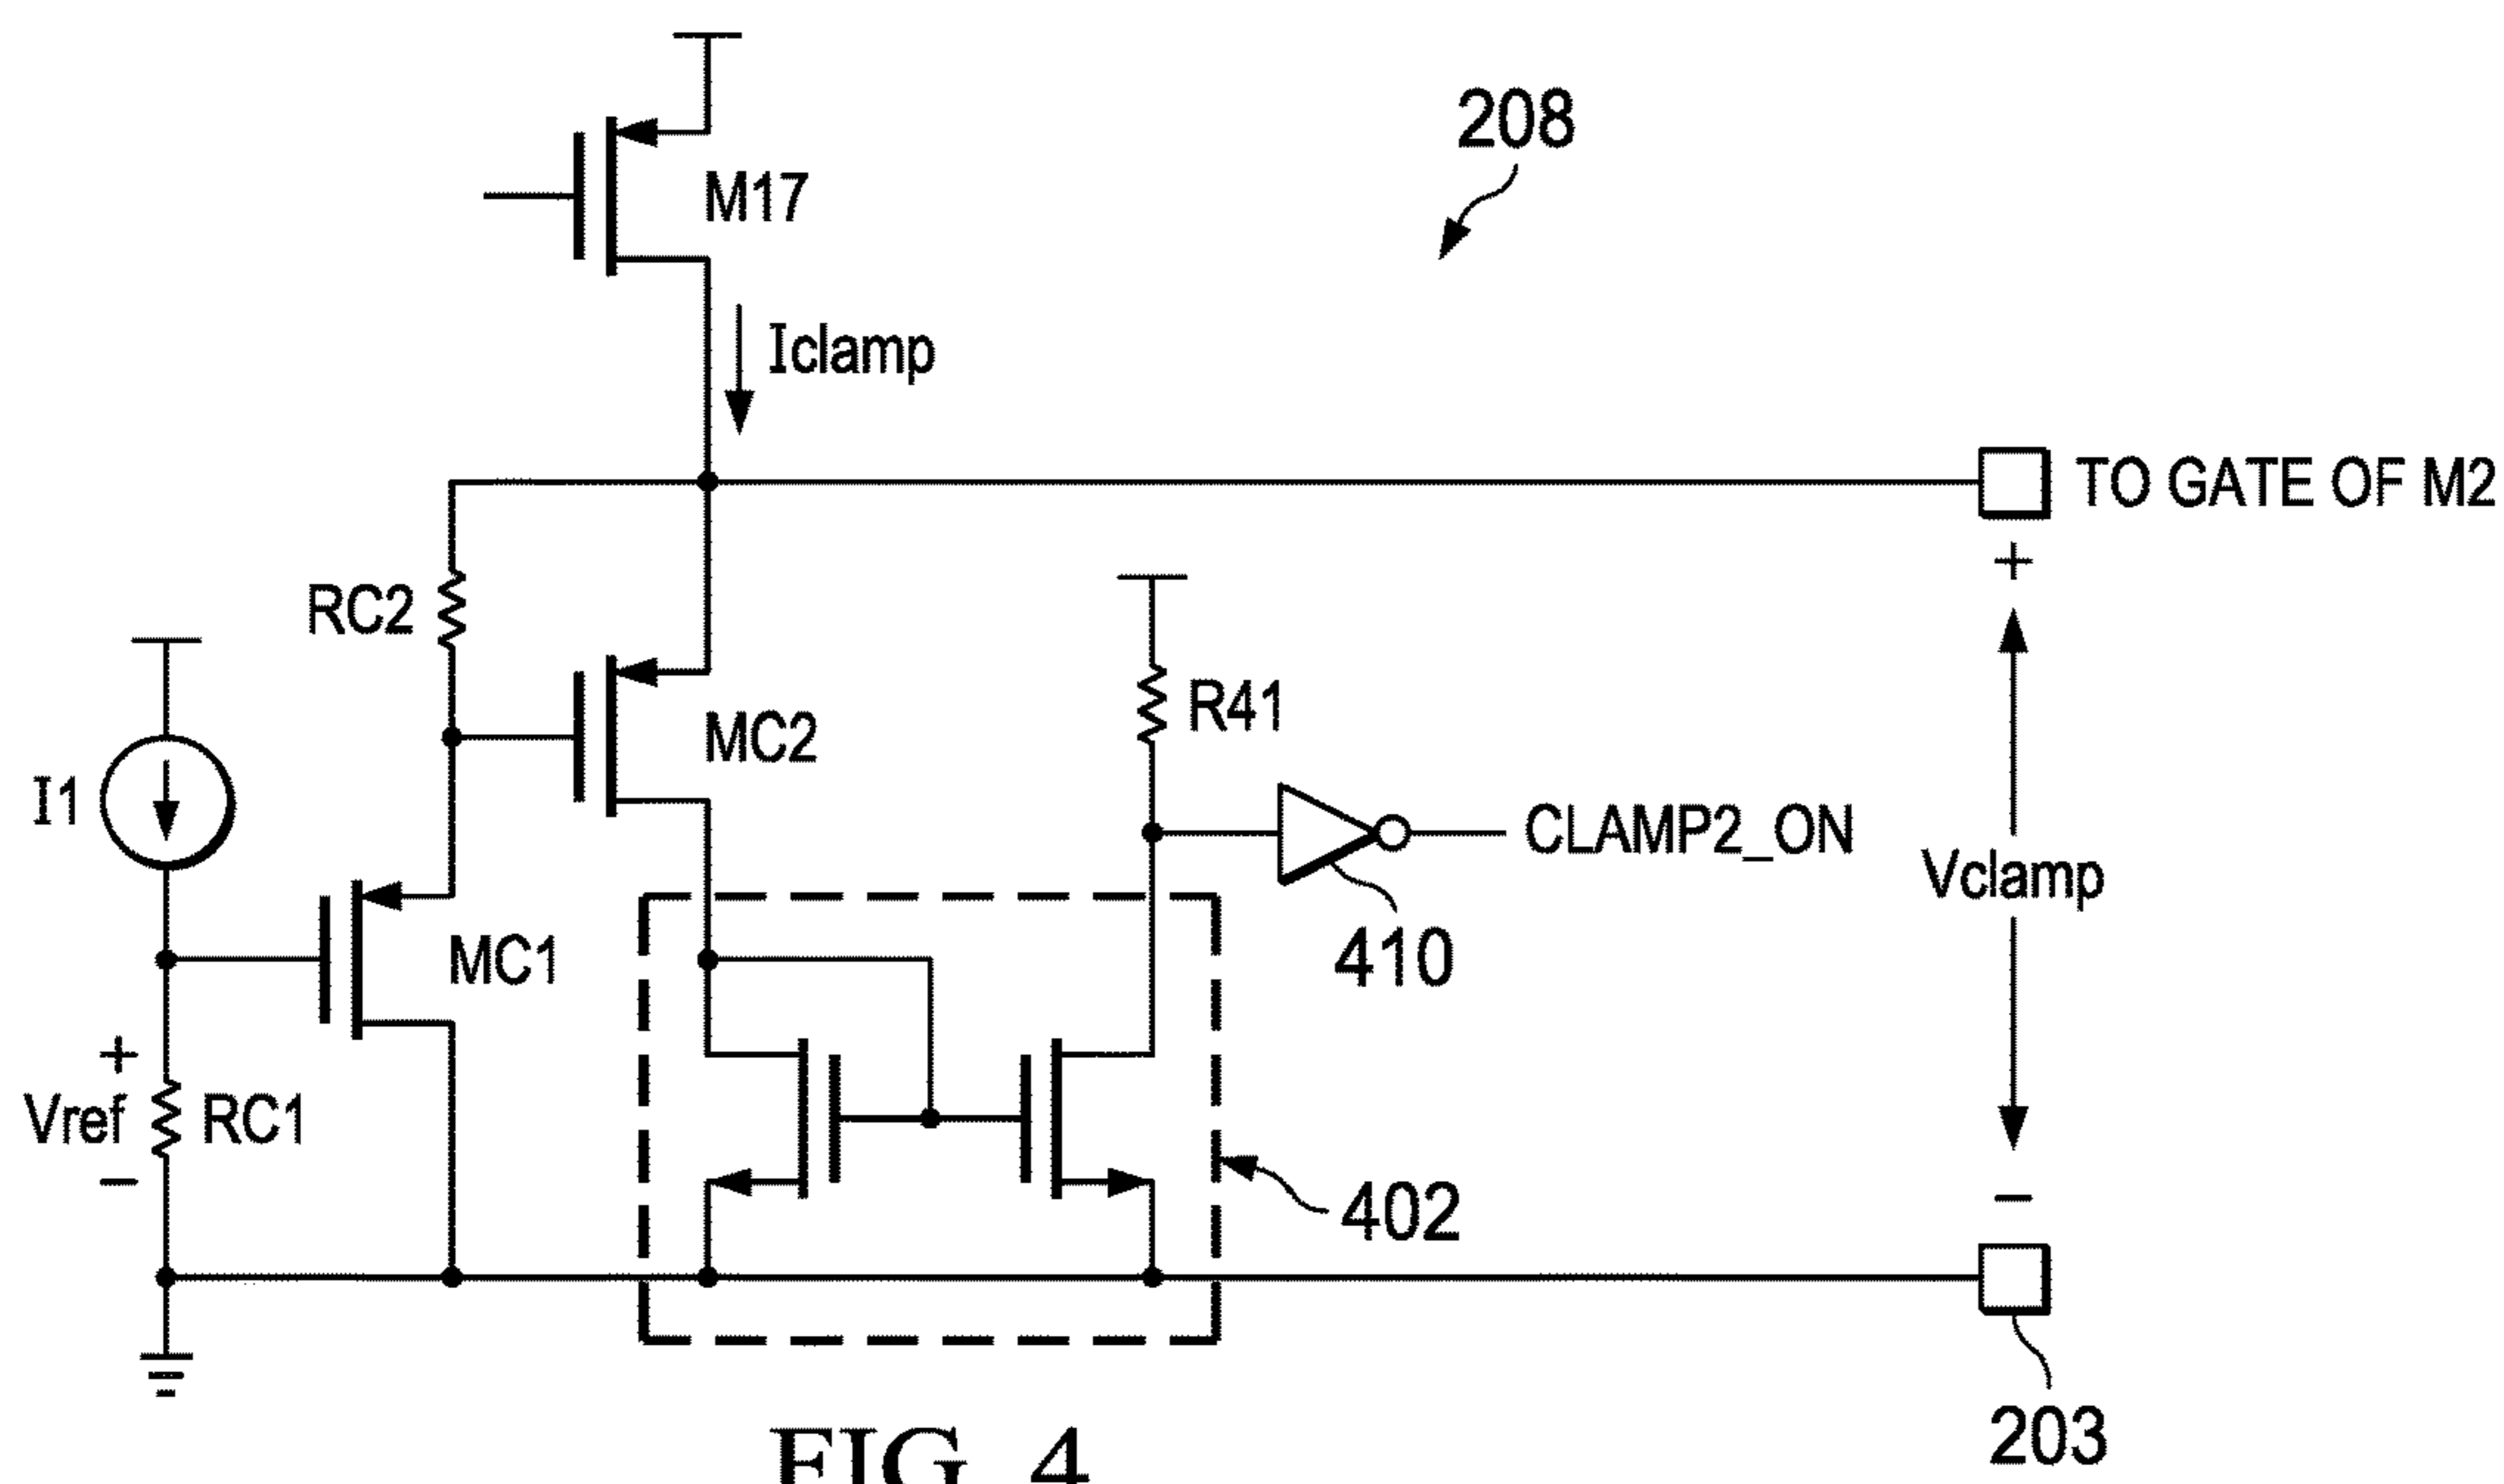 208
M17
Iclamp
TO GATE OF M2
+
RC2
R41
MC2
I1
CLAMP2_ON
Vclamp
MC1
410
+
Vref
RC1
−
402
−
203
FIG. 4